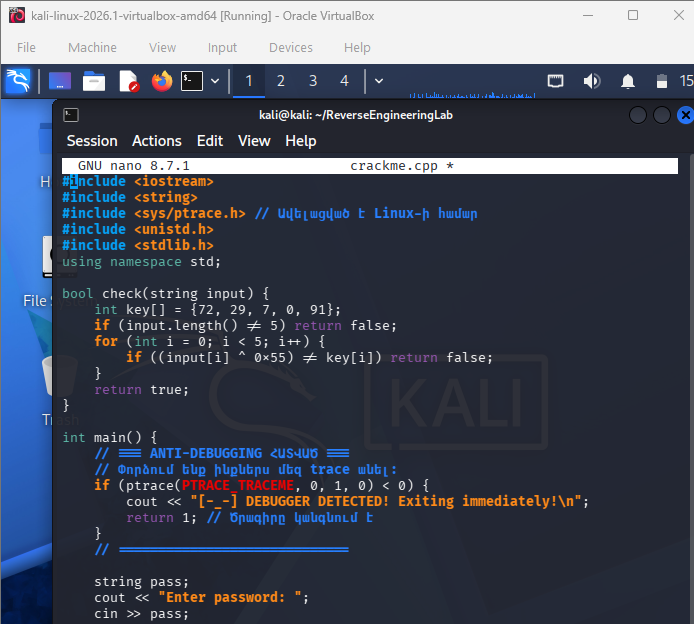 kali-linux-2026.1-virtualbox-amd64 [Running] - Oracle VirtualBox
File Machine View Input Devices Help
1 2 3 4 15
kali@kali: ~/ReverseEngineeringLab
Session Actions Edit View Help
GNU nano 8.7.1 crackme.cpp *
#include <iostream>
#include <string>
#include <sys/ptrace.h> // Ավելացված է Linux-ի համար
#include <unistd.h>
#include <stdlib.h>
using namespace std;
bool check(string input) {
int key[] = {72, 29, 7, 0, 91};
if (input.length() != 5) return false;
for (int i = 0; i < 5; i++) {
if ((input[i] ^ 0x55) != key[i]) return false;
}
return true;
}
int main() {
// === ANTI-DEBUGGING ՀԱՏՎԱԾ ===
// Փորձում ենք ինքներս մեզ trace անել:
if (ptrace(PTRACE_TRACEME, 0, 1, 0) < 0) {
cout << "[-_-] DEBUGGER DETECTED! Exiting immediately!\n";
return 1; // Ծրագիրը կանգնում է
}
// =============================
string pass;
cout << "Enter password: ";
cin >> pass;
H
File S
Tra
KALI